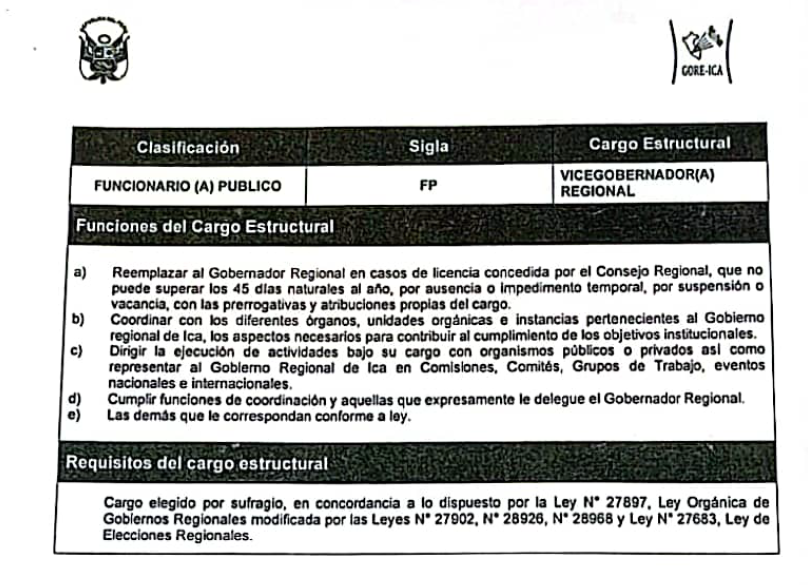 GORE-ICA
Clasificación Sigla Cargo Estructural
FUNCIONARIO (A) PUBLICO FP VICEGOBERNADOR(A)
REGIONAL
Funciones del Cargo Estructural
a) Reemplazar al Gobernador Regional en casos de licencia concedida por el Consejo Regional, que no
puede superar los 45 días naturales al año, por ausencia o impedimento temporal, por suspensión o
vacancia, con las prerrogativas y atribuciones propias del cargo.
b) Coordinar con los diferentes órganos, unidades orgánicas e instancias pertenecientes al Gobierno
regional de Ica, los aspectos necesarios para contribuir al cumplimiento de los objetivos institucionales.
c) Dirigir la ejecución de actividades bajo su cargo con organismos públicos o privados así como
representar al Gobierno Regional de Ica en Comisiones, Comités, Grupos de Trabajo, eventos
nacionales e internacionales.
d) Cumplir funciones de coordinación y aquellas que expresamente le delegue el Gobernador Regional.
e) Las demás que le correspondan conforme a ley.
Requisitos del cargo estructural
Cargo elegido por sufragio, en concordancia a lo dispuesto por la Ley N° 27897, Ley Orgánica de
Gobiernos Regionales modificada por las Leyes N° 27902, N° 28926, N° 28968 y Ley N° 27683, Ley de
Elecciones Regionales.